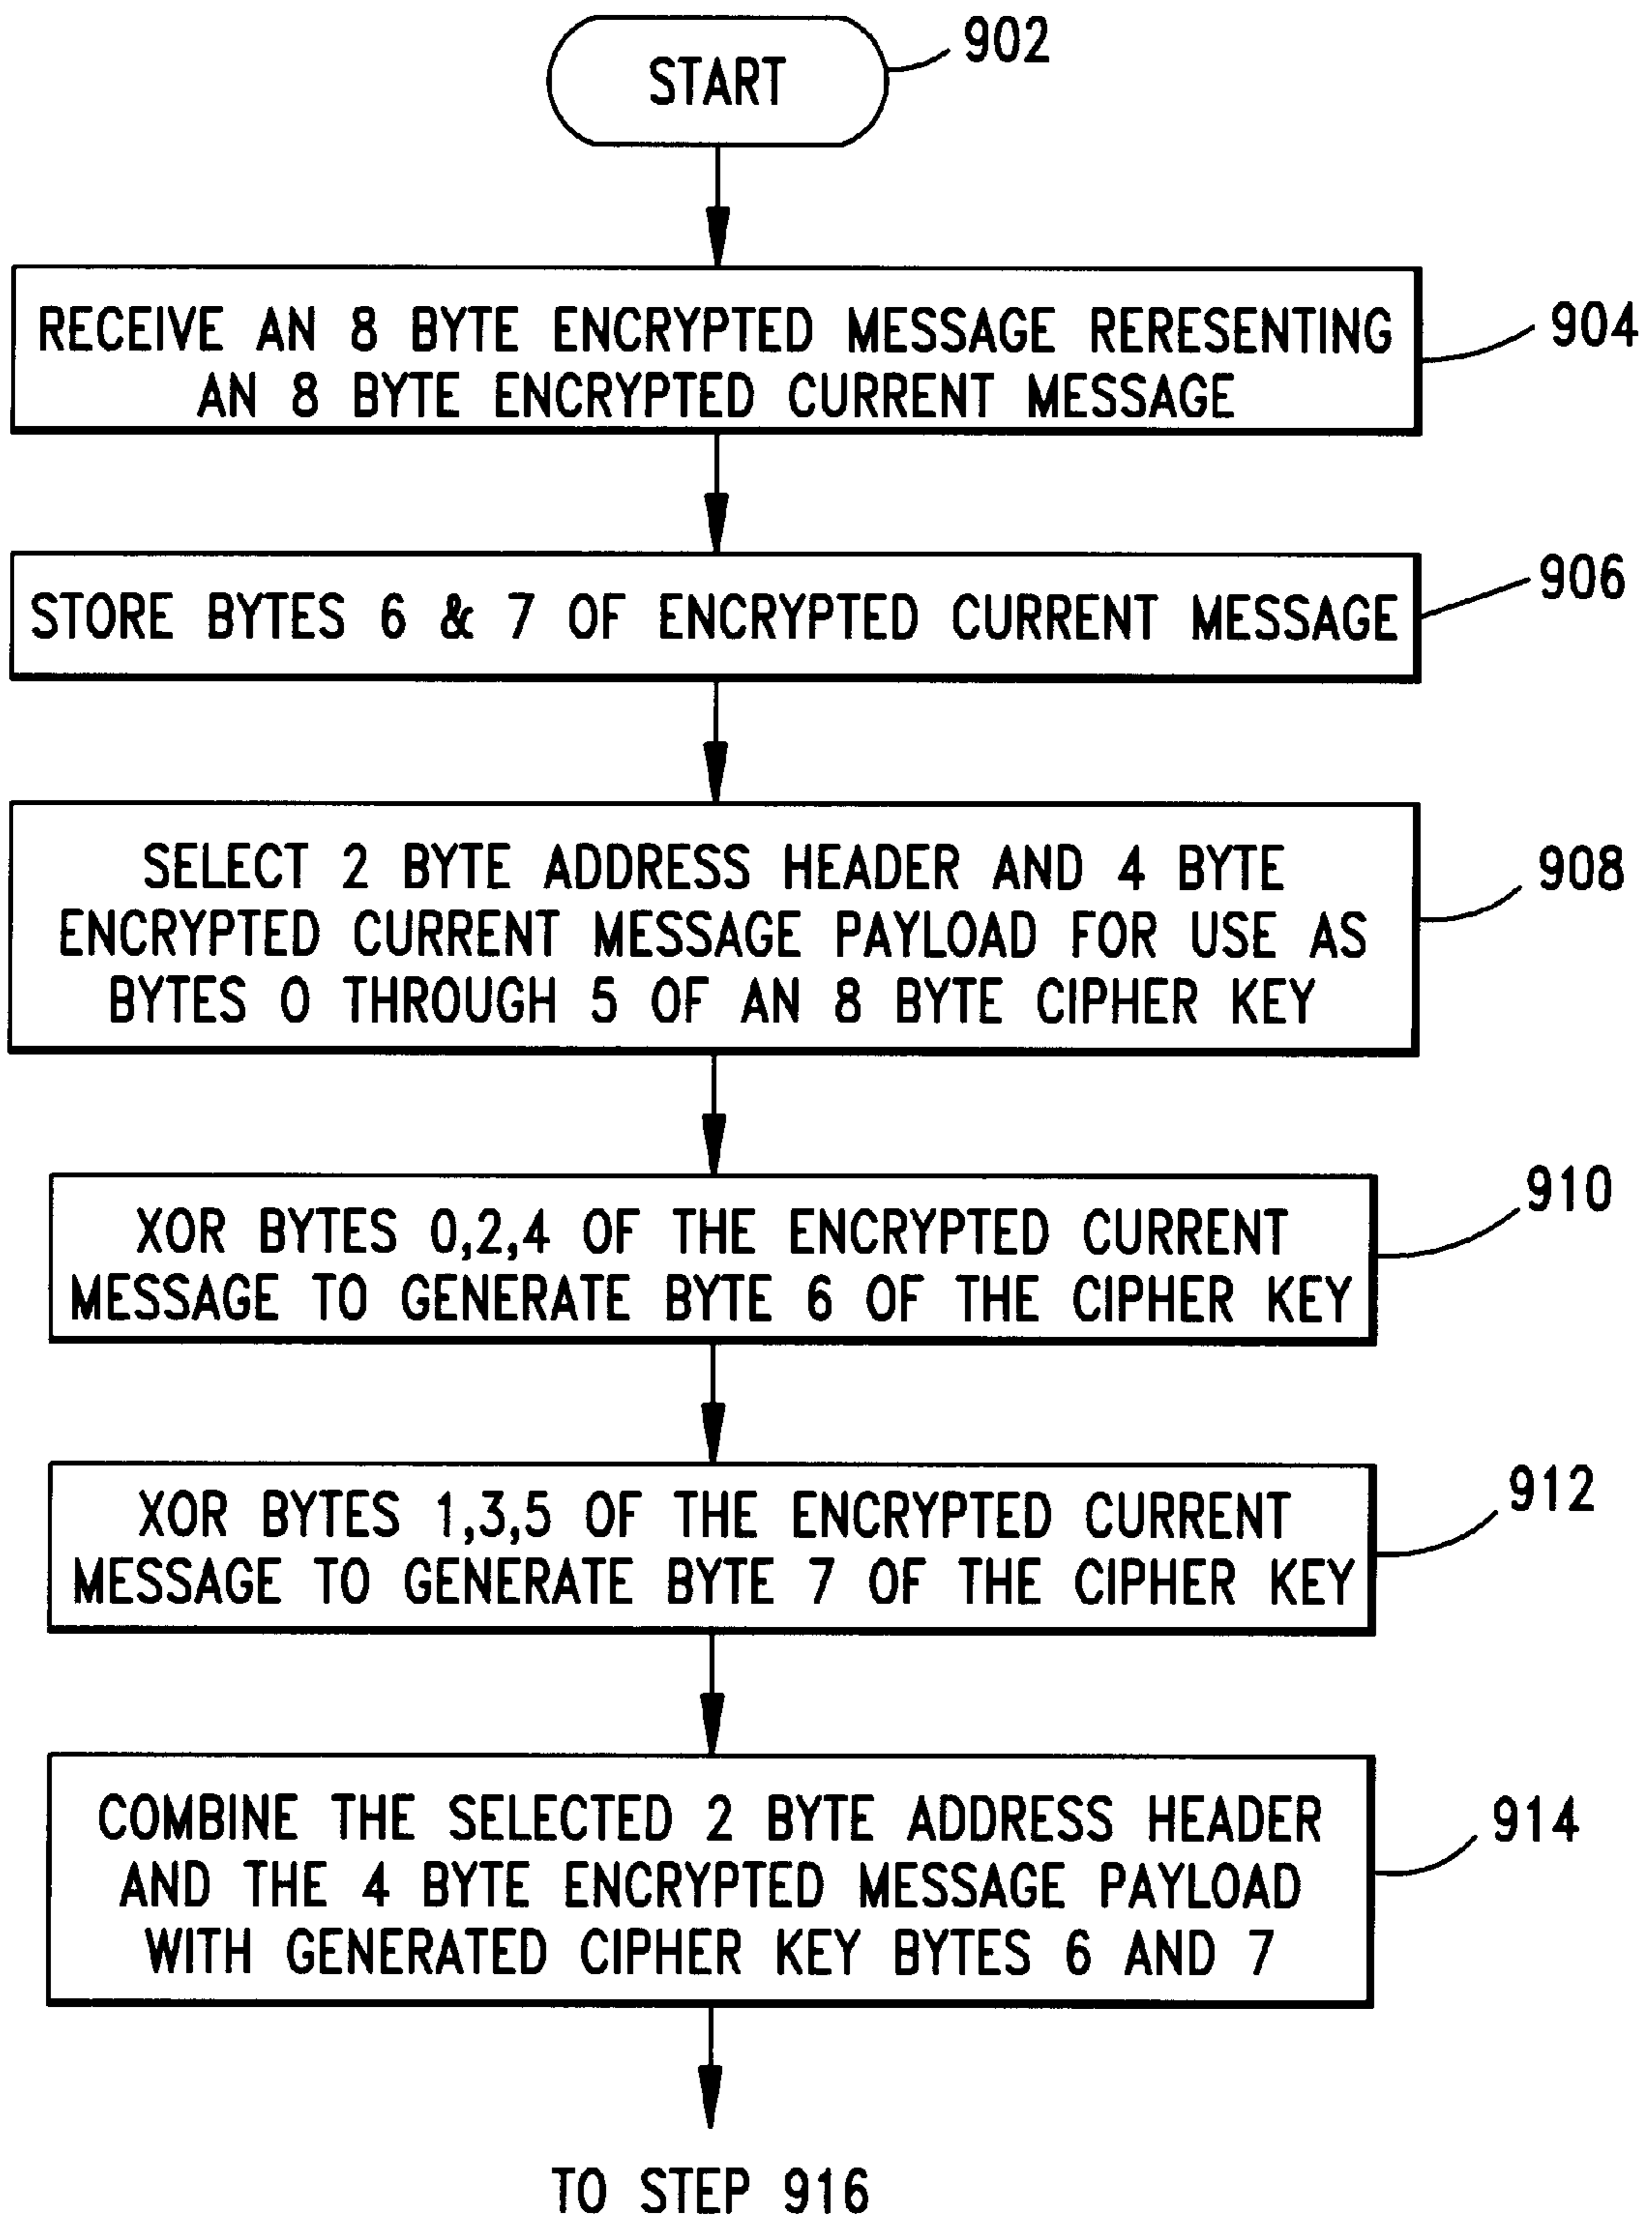 START
902
RECEIVE AN 8 BYTE ENCRYPTED MESSAGE RERESENTING
AN 8 BYTE ENCRYPTED CURRENT MESSAGE
904
STORE BYTES 6 & 7 OF ENCRYPTED CURRENT MESSAGE
906
SELECT 2 BYTE ADDRESS HEADER AND 4 BYTE
ENCRYPTED CURRENT MESSAGE PAYLOAD FOR USE AS
BYTES 0 THROUGH 5 OF AN 8 BYTE CIPHER KEY
908
XOR BYTES 0,2,4 OF THE ENCRYPTED CURRENT
MESSAGE TO GENERATE BYTE 6 OF THE CIPHER KEY
910
XOR BYTES 1,3,5 OF THE ENCRYPTED CURRENT
MESSAGE TO GENERATE BYTE 7 OF THE CIPHER KEY
912
COMBINE THE SELECTED 2 BYTE ADDRESS HEADER
AND THE 4 BYTE ENCRYPTED MESSAGE PAYLOAD
WITH GENERATED CIPHER KEY BYTES 6 AND 7
914
TO STEP 916